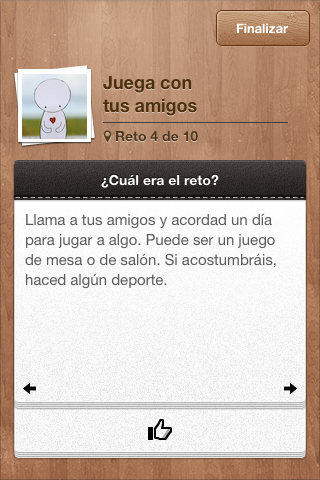 Finalizar
Juega con
tus amigos
Reto 4 de 10
¿Cuál era el reto?
Llama a tus amigos y acordad un día
para jugar a algo. Puede ser un juego
de mesa o de salón. Si acostumbráis,
haced algún deporte.